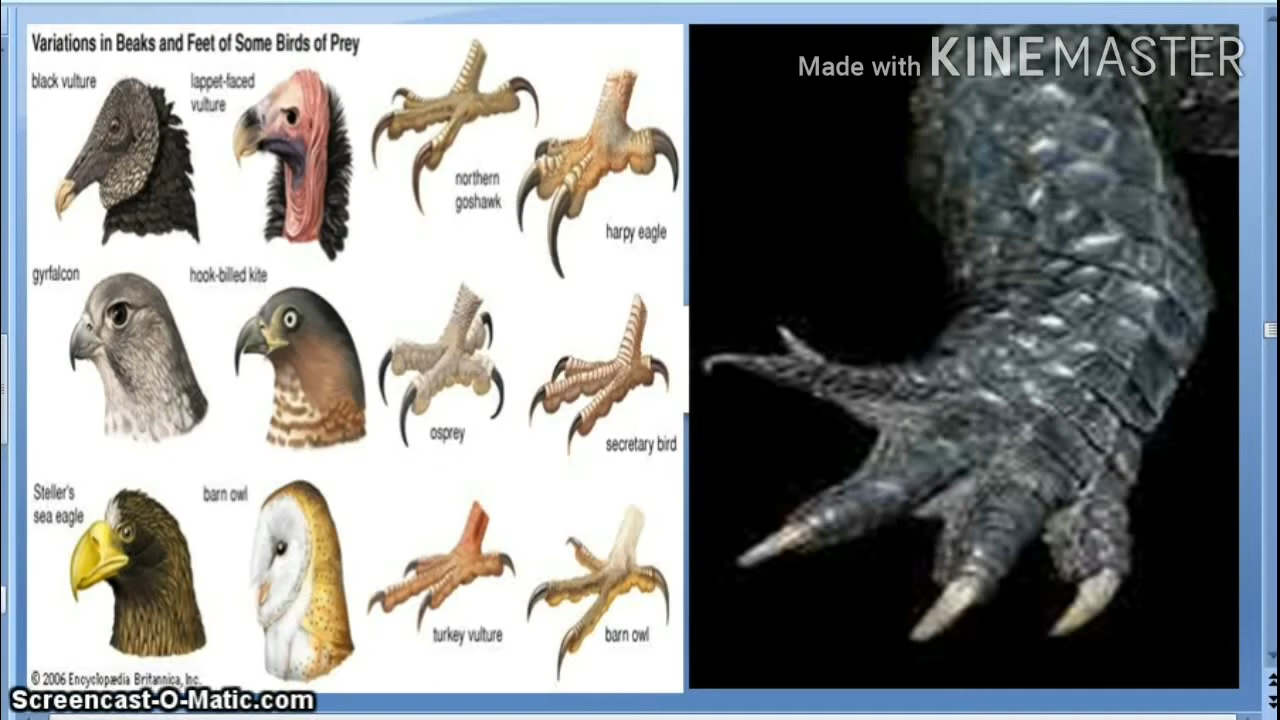 Variations in Beaks and Feet of Some Birds of Prey
black vulture
lappet-faced
vulture
northern
goshawk
harpy eagle
gyrfalcon
hook-billed kite
osprey
secretary bird
Steller's
sea eagle
barn owl
turkey vulture
barn owl
© 2006 Encyclopædia Britannica, Inc.
Made with KINEMASTER
Screencast-O-Matic.com